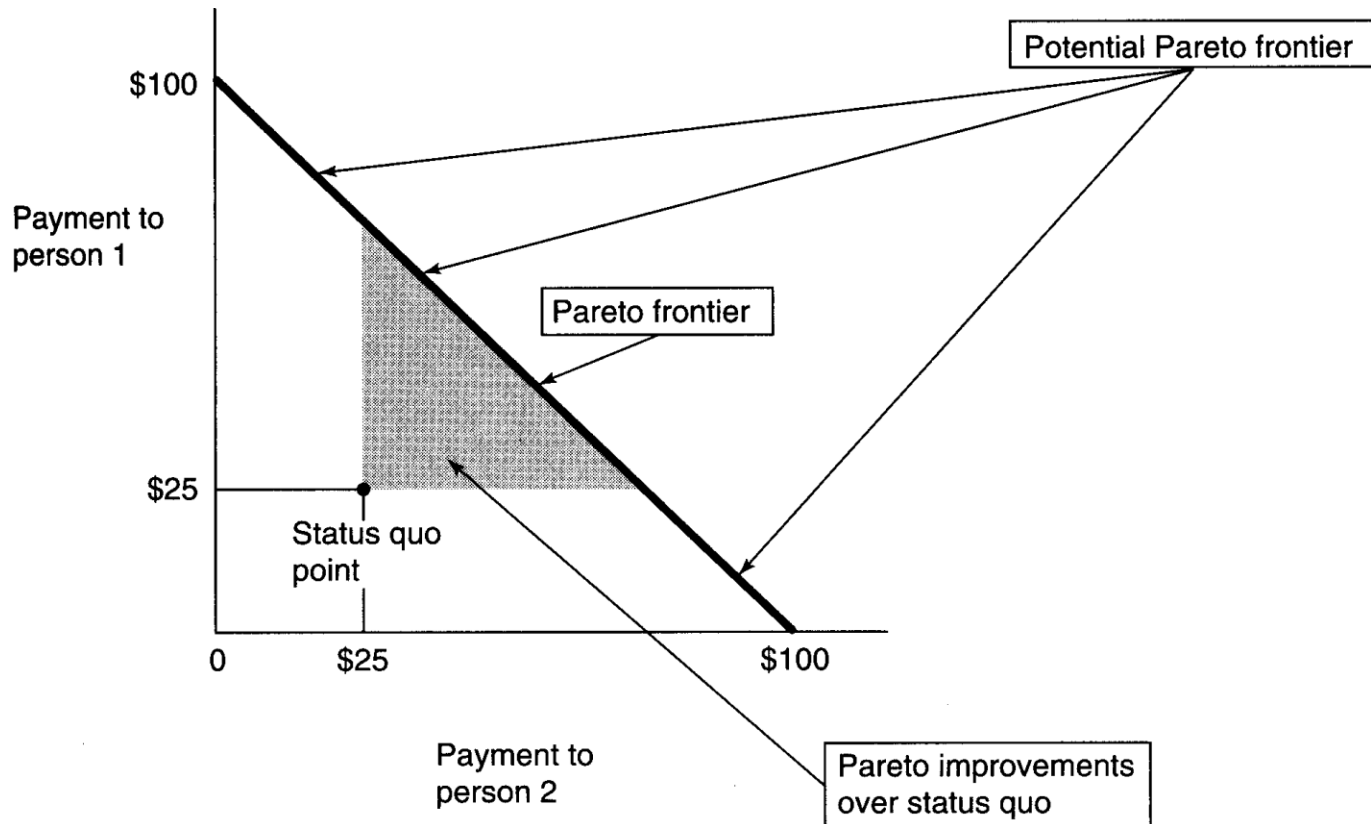 Potential Pareto frontier
$100
Payment to
person 1
Pareto frontier
$25
Status quo
point
0
$25
$100
Payment to
person 2
Pareto improvements
over status quo